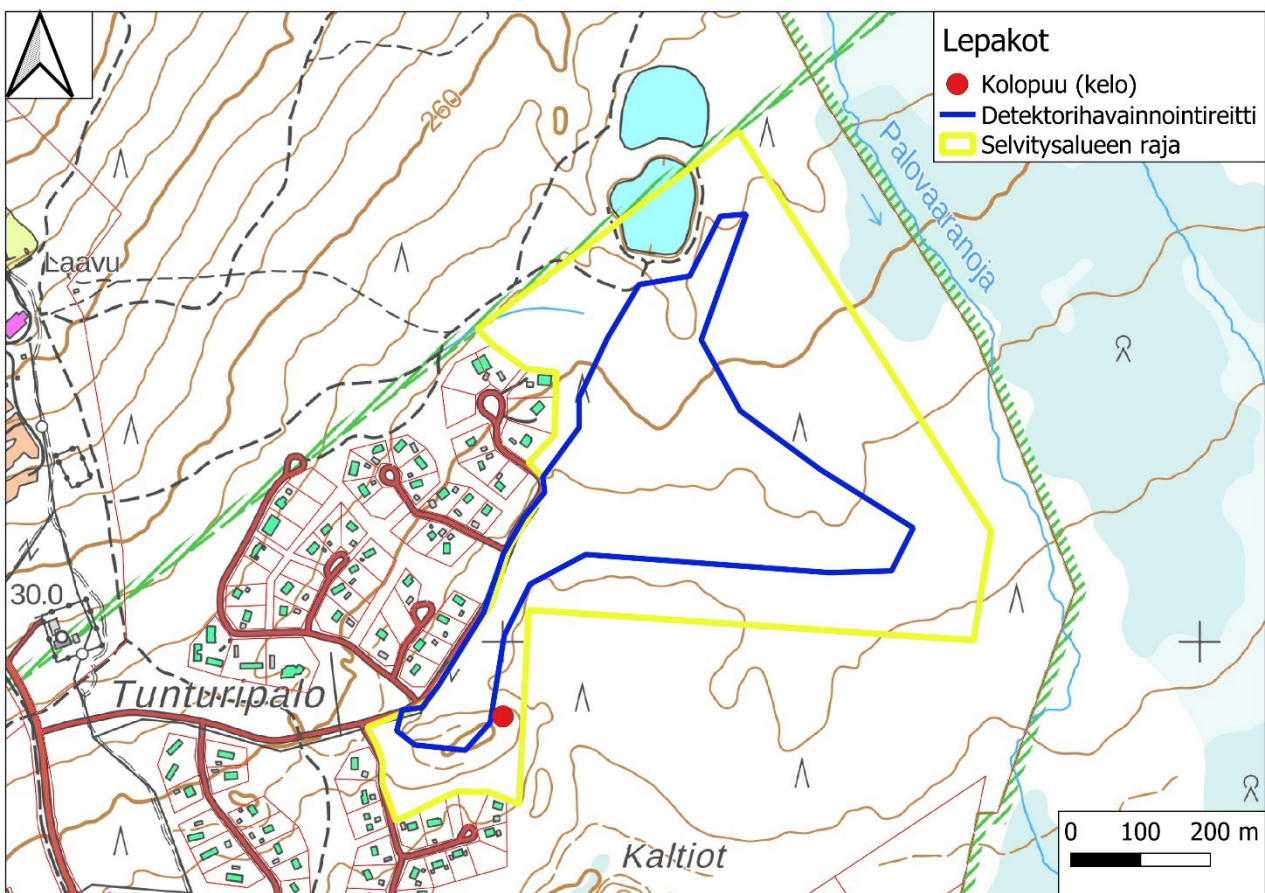 Lepakot
Kolopuu (kelo)
Detektorihavainnointireitti
Selvitysalueen raja
260
Palovaaranoja
Laavu
30.0
Tunturipalo
Kaltiot
0 100 200 m